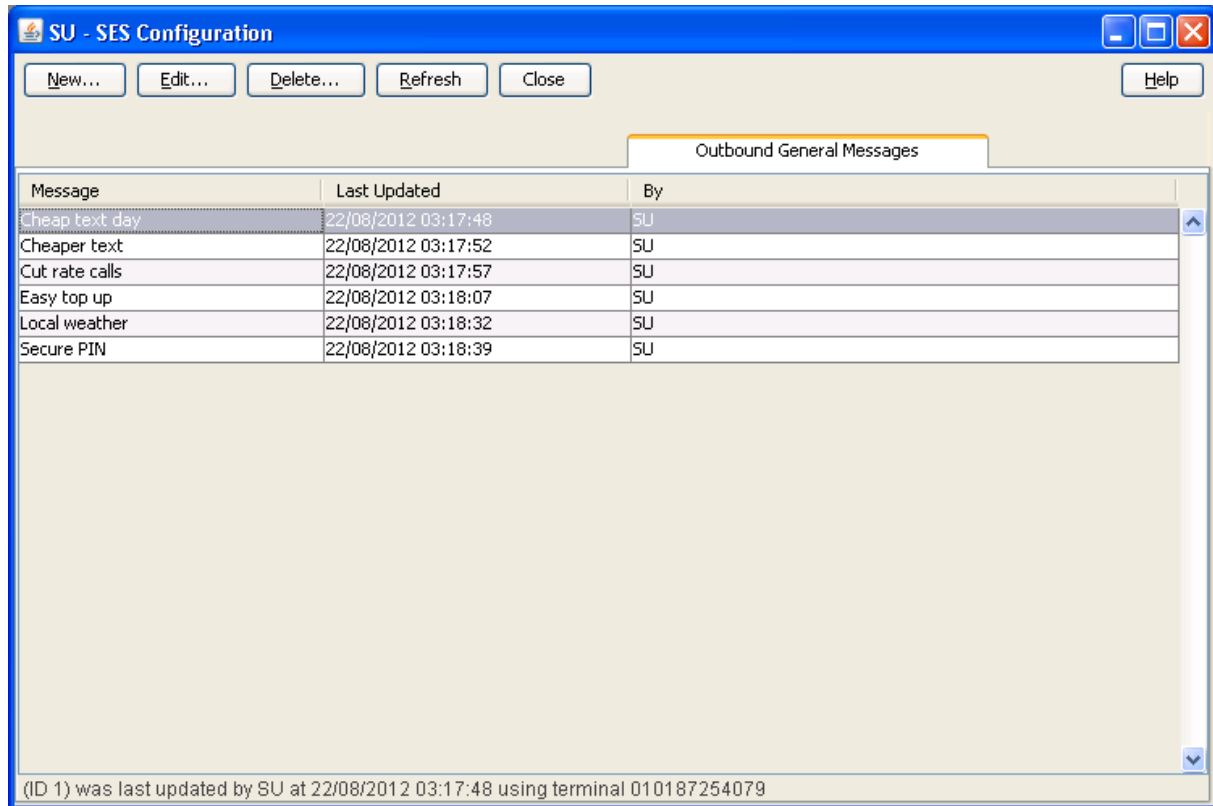 SU - SES Configuration
New... Edit... Delete... Refresh Close Help
Outbound General Messages
Message Last Updated By
Cheap text day 22/08/2012 03:17:48 SU
Cheaper text 22/08/2012 03:17:52 SU
Cut rate calls 22/08/2012 03:17:57 SU
Easy top up 22/08/2012 03:18:07 SU
Local weather 22/08/2012 03:18:32 SU
Secure PIN 22/08/2012 03:18:39 SU
(ID 1) was last updated by SU at 22/08/2012 03:17:48 using terminal 010187254079